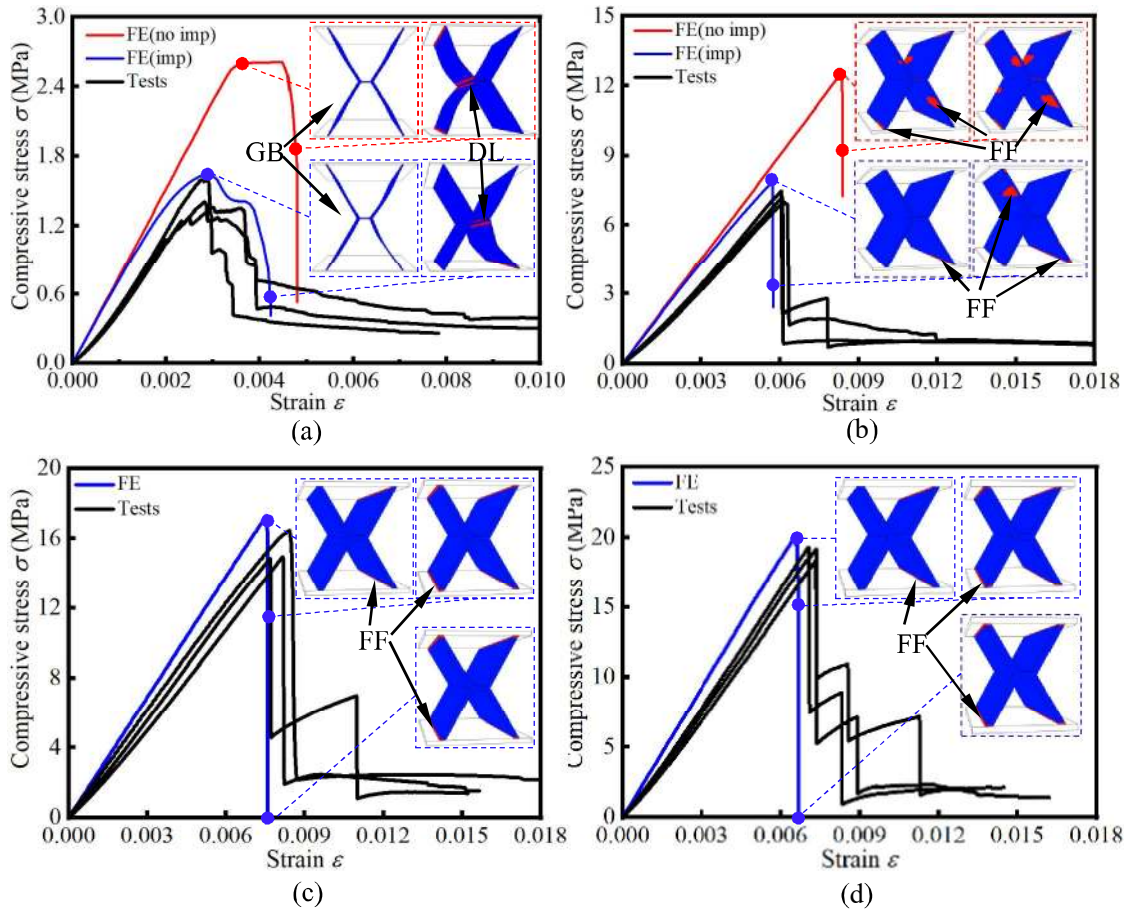 3.0
2.4
1.8
1.2
0.6
0.0
Compressive stress σ (MPa)
FE(no imp)
FE(imp)
Tests
GB
DL
0.000
0.002
0.004
0.006
0.008
0.010
Strain ε
(a)
15
12
9
6
3
0
Compressive stress σ (MPa)
FE(no imp)
FE(imp)
Tests
FF
FF
0.000
0.003
0.006
0.009
0.012
0.015
0.018
Strain ε
(b)
20
16
12
8
4
0
Compressive stress σ (MPa)
FE
Tests
FF
0.000
0.003
0.006
0.009
0.012
0.015
0.018
Strain ε
(c)
25
20
15
10
5
0
Compressive stress σ (MPa)
FE
Tests
FF
0.000
0.003
0.006
0.009
0.012
0.015
0.018
Strain ε
(d)